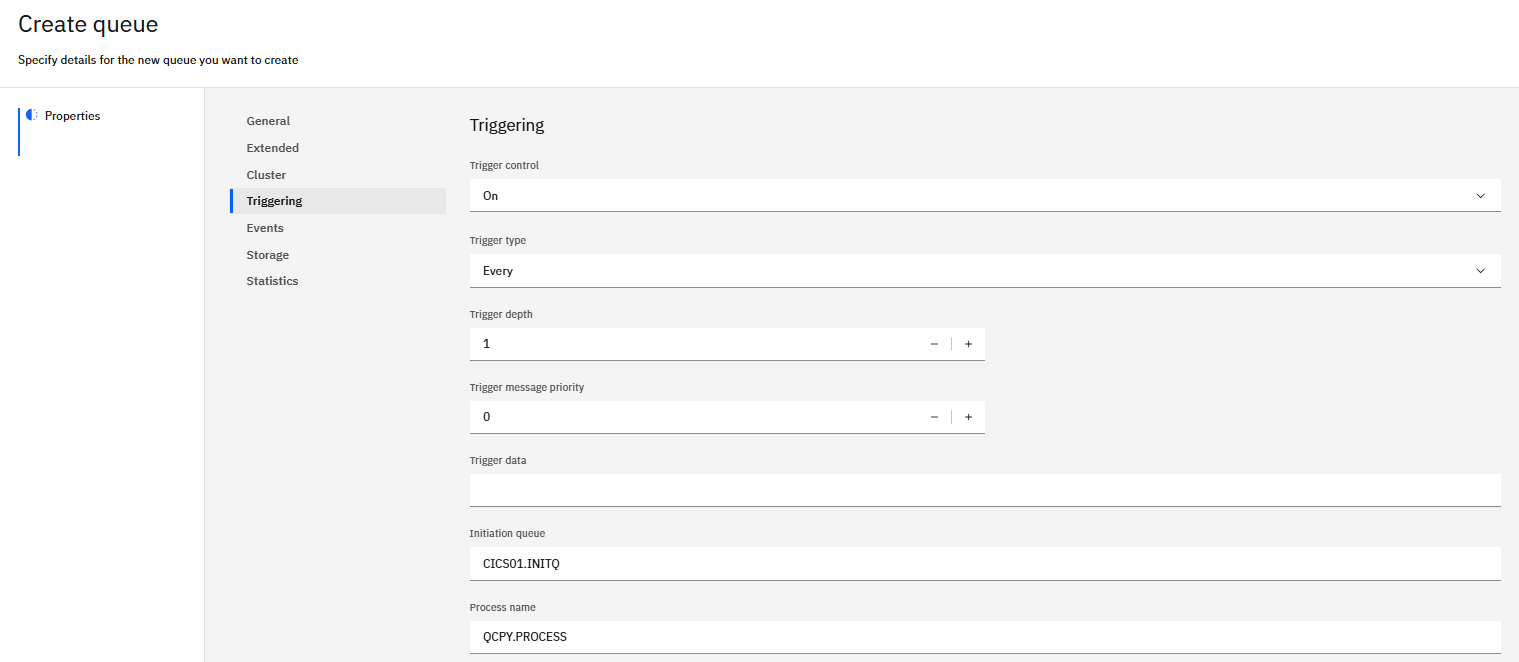 Create queue
Specify details for the new queue you want to create
Properties
General
Extended
Cluster
Triggering
Events
Storage
Statistics
Triggering
Trigger control
On
Trigger type
Every
Trigger depth
1
Trigger message priority
0
Trigger data
Initiation queue
CICS01.INITQ
Process name
QCPY.PROCESS